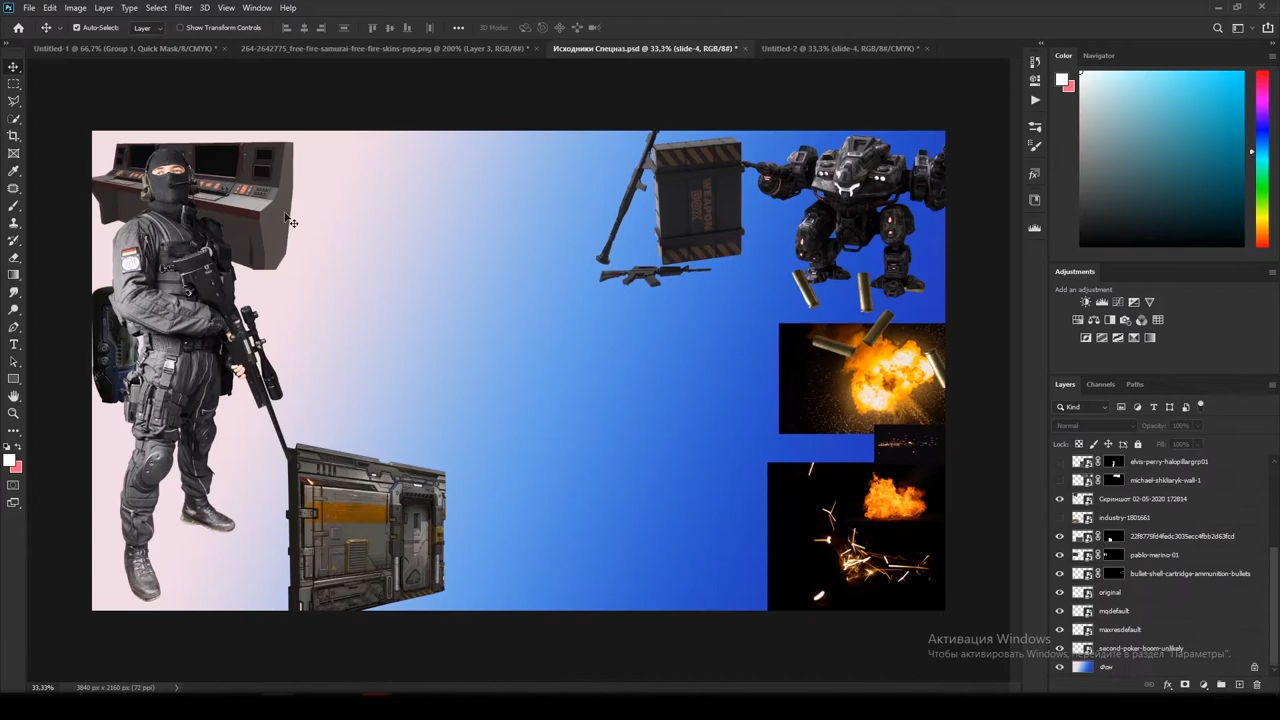 File Edit Image Layer Type Select Filter 3D View Window Help
Auto-Select: Layer Show Transform Controls 3D Mode:
Untitled-1 @ 66,7% (Group 1, Quick Mask/8/CMYK) * × 264-2642775_free-fire-samurai-free-fire-skins-png.png @ 200% (Layer 3, RGB/8#) * × Исходники Спецназ.psd @ 33,3% (slide-4, RGB/8#) * × Untitled-2 @ 33,3% (slide-4, RGB/8#/CMYK) * ×
Color Navigator
WEAPON
Adjustments
Add an adjustment
Layers Channels Paths
Kind
Normal Opacity: 100%
Lock: Fill: 100%
elvis-perry-halopillargrp01
michael-shkliaryk-wall-1
Скриншот 02-05-2020 172814
industry-1801661
22f8775fd4fedc3035ecc4fbb2d63fcd
pablo-merino-01
bullet-shell-cartridge-ammunition-bullets
original
mqdefault
maxresdefault
second-poker-boom-unlikely
Фон
Активация Windows
Чтобы активировать Windows, перейдите в раздел "Параметры".
33,33% 3840 px x 2160 px (72 ppi)